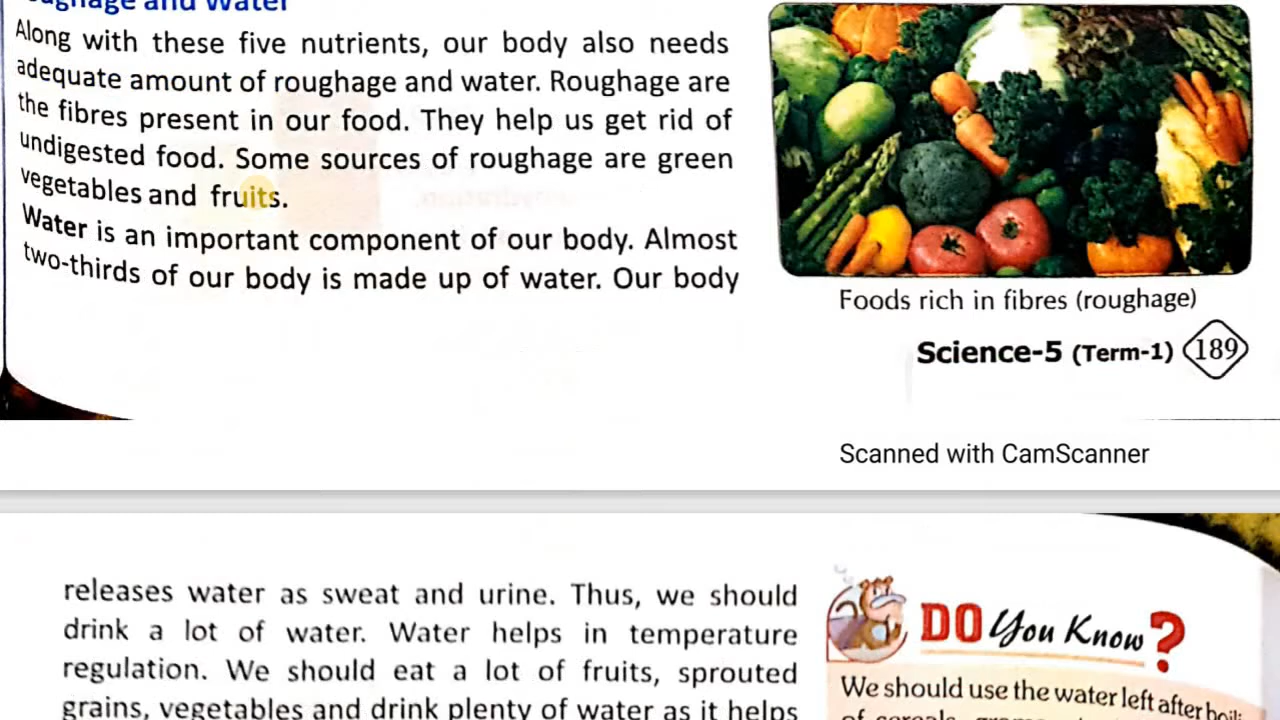 and Water
Along with these five nutrients, our body also needs
adequate amount of roughage and water. Roughage are
the fibres present in our food. They help us get rid of
undigested food. Some sources of roughage are green
vegetables and fruits.
Water is an important component of our body. Almost
two-thirds of our body is made up of water. Our body
Foods rich in fibres (roughage)
Science-5 (Term-1) 189
Scanned with CamScanner
releases water as sweat and urine. Thus, we should
drink a lot of water. Water helps in temperature
regulation. We should eat a lot of fruits, sprouted
grains, vegetables and drink plenty of water as it helps
DO You Know?
We should use the water left after
of cereals,